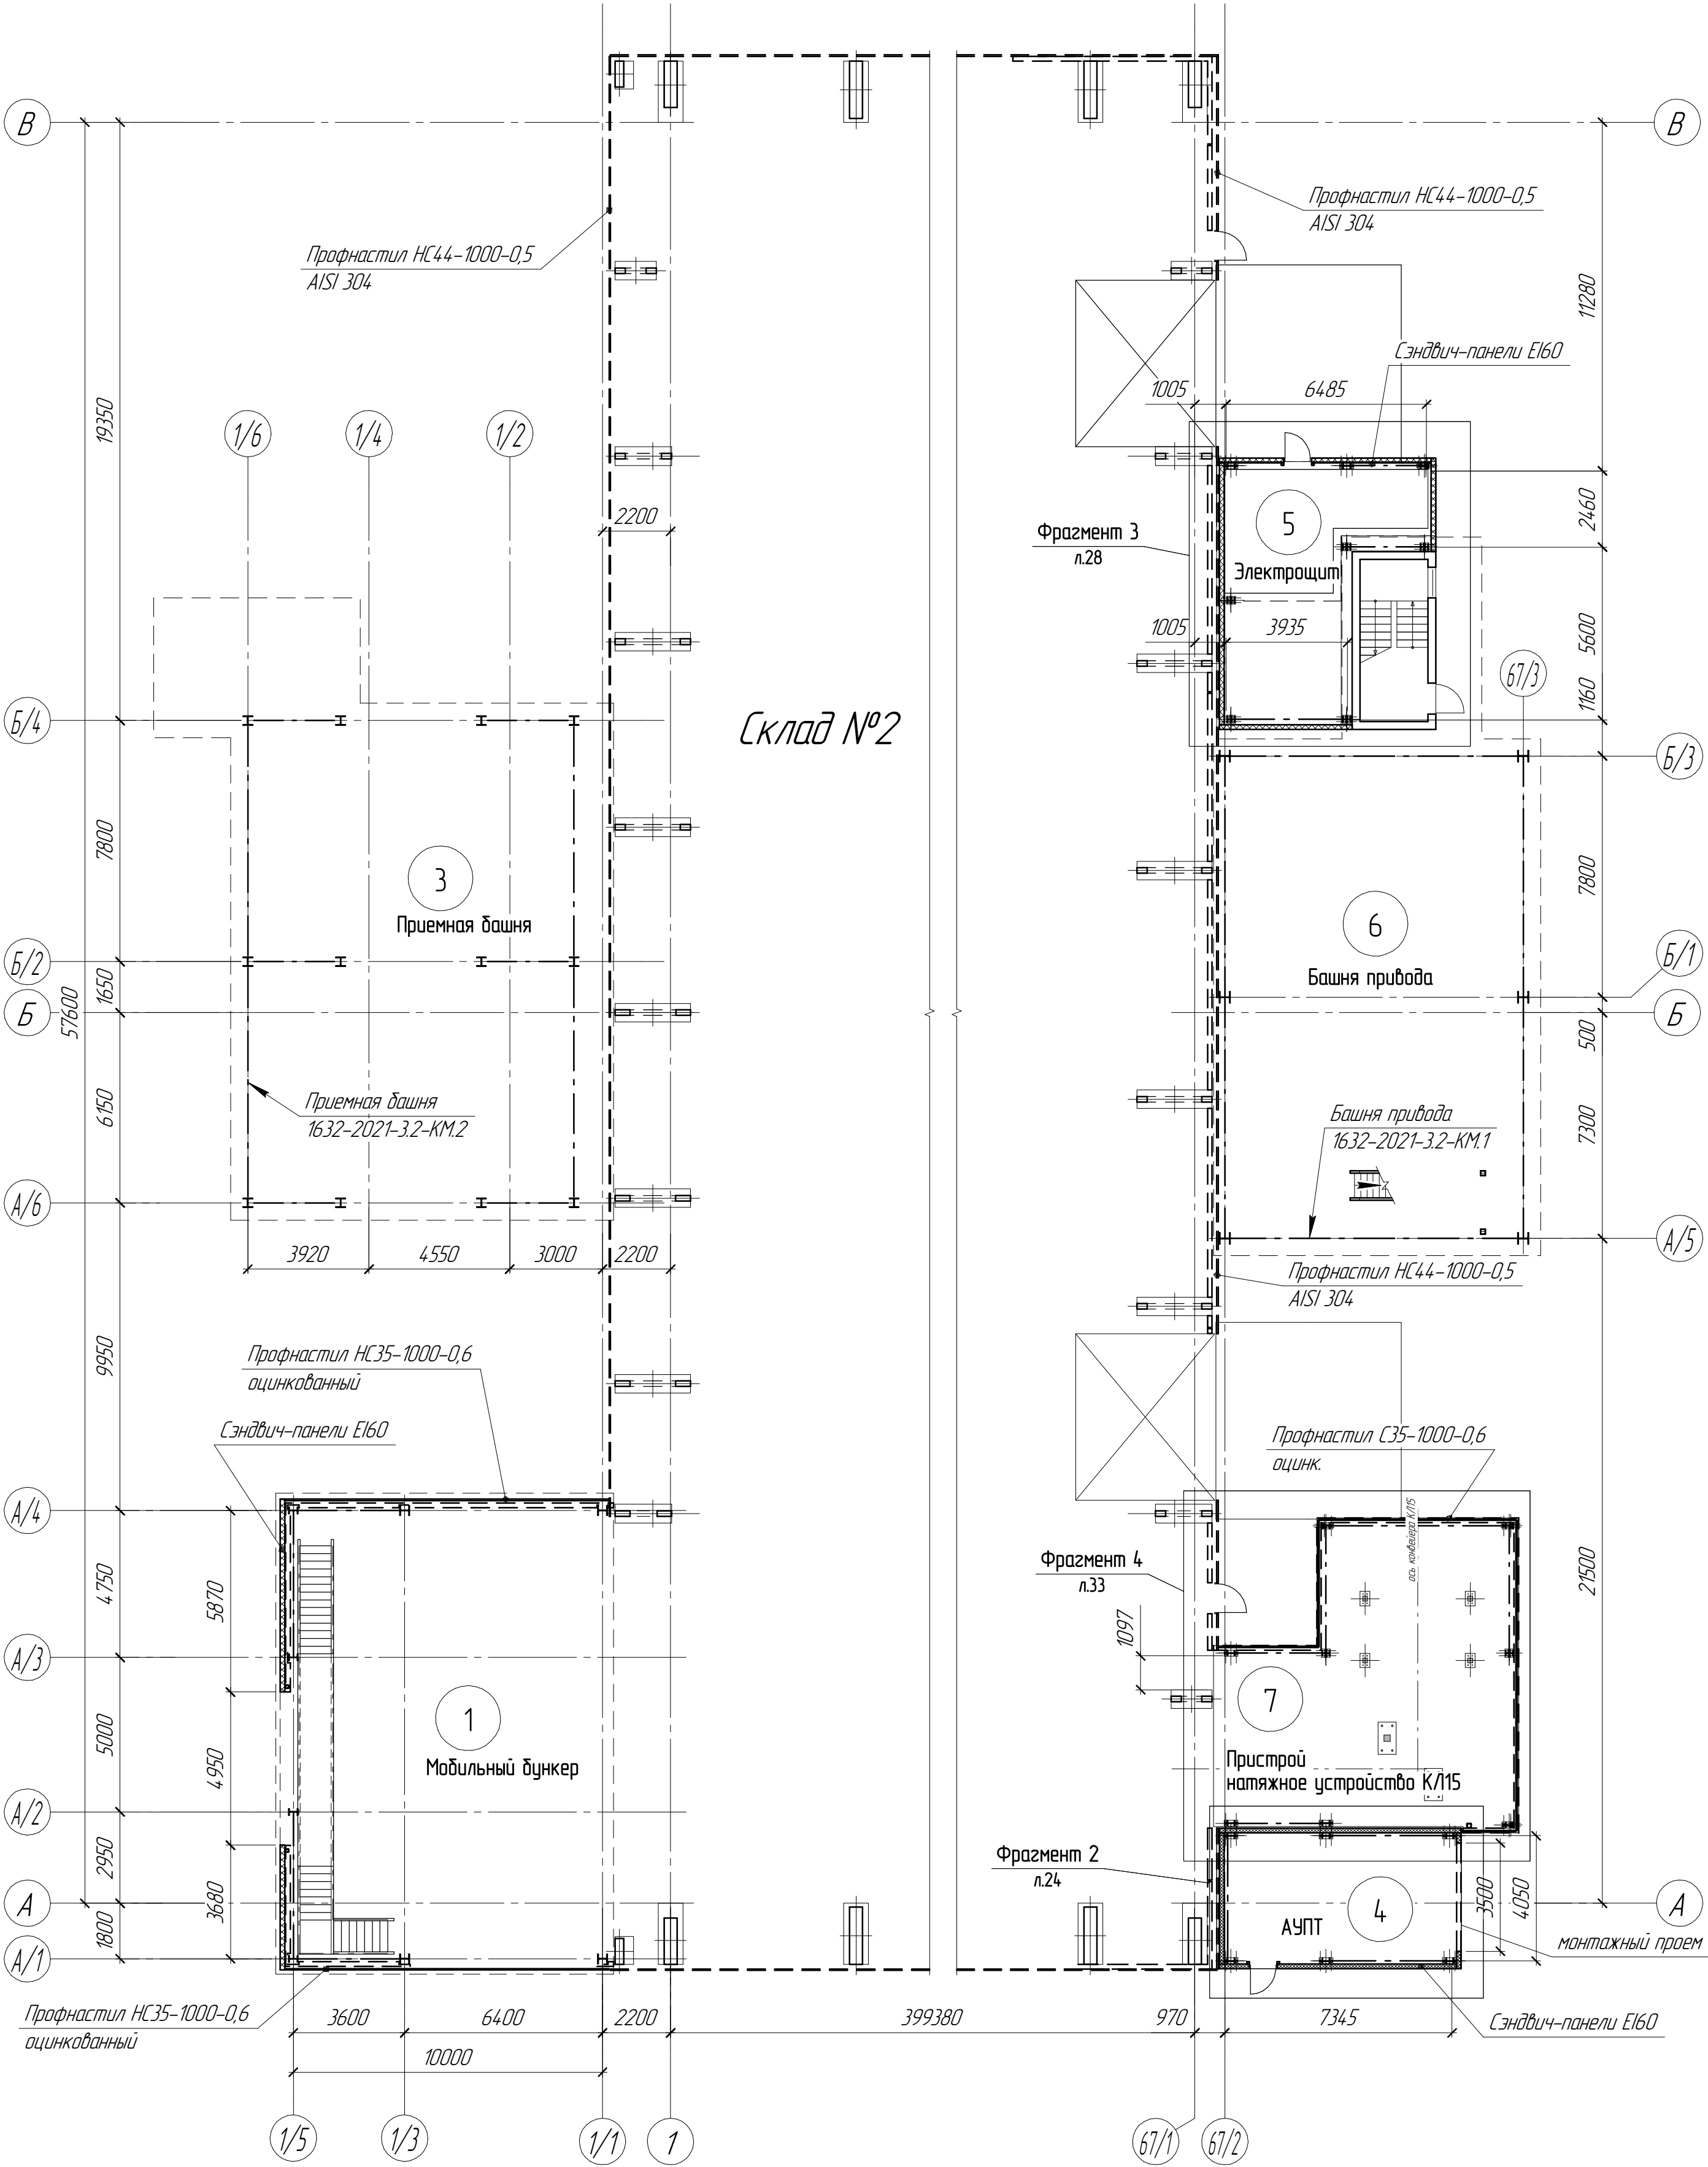 В
В
Профнастил НС44-1000-0,5
AISI 304
Профнастил НС44-1000-0,5
AISI 304
11280
Сэндвич-панели EI60
1005
6485
19350
1/6
1/4
1/2
2200
2460
5
Фрагмент 3
л.28
Электрощит
1005
3935
5600
67/3
1160
Б/4
Склад №2
Б/3
7800
3
Приемная башня
7800
6
Башня привода
Б/2
Б/1
1650
57600
Б
Б
500
6150
Приемная башня
1632-2021-3.2-КМ.2
Башня привода
1632-2021-3.2-КМ.1
7300
А/6
А/5
3920
4550
3000
2200
Профнастил НС44-1000-0,5
AISI 304
9950
Профнастил НС35-1000-0,6
оцинкованный
Сэндвич-панели EI60
Профнастил С35-1000-0,6
оцинк.
А/4
ось конвейера КЛ15
4750
5870
Фрагмент 4
л.33
21500
1097
А/3
1
Мобильный бункер
7
Пристрой
натяжное устройство КЛ15
5000
4950
А/2
2950
3680
Фрагмент 2
л.24
А
А
АУПТ
4
3500
4050
монтажный проем
1800
А/1
Профнастил НС35-1000-0,6
оцинкованный
3600
6400
2200
399380
970
7345
Сэндвич-панели EI60
10000
1/5
1/3
1/1
1
67/1
67/2